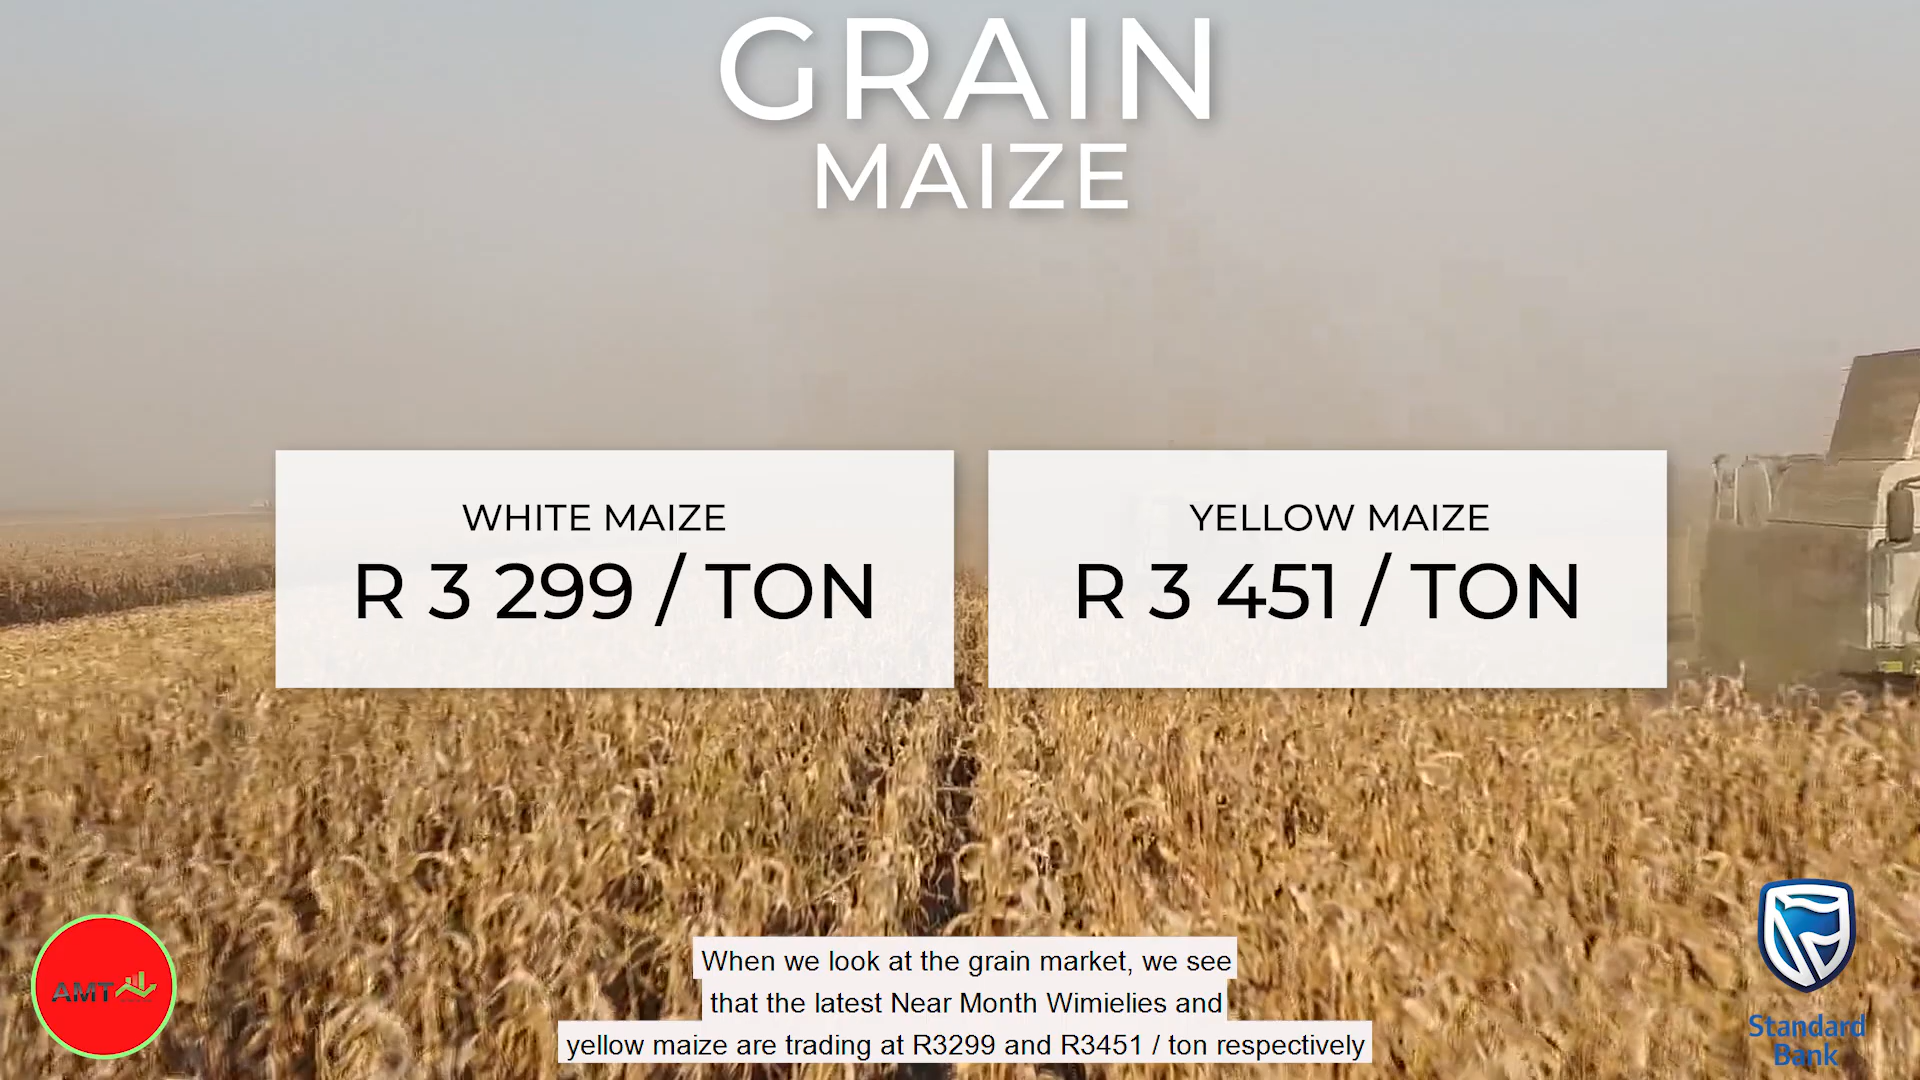 GRAIN
MAIZE
WHITE MAIZE
R 3 299 / TON
YELLOW MAIZE
R 3 451 / TON
When we look at the grain market, we see
that the latest Near Month Wimielies and
yellow maize are trading at R3299 and R3451 / ton respectively
AMT
Standard
Bank